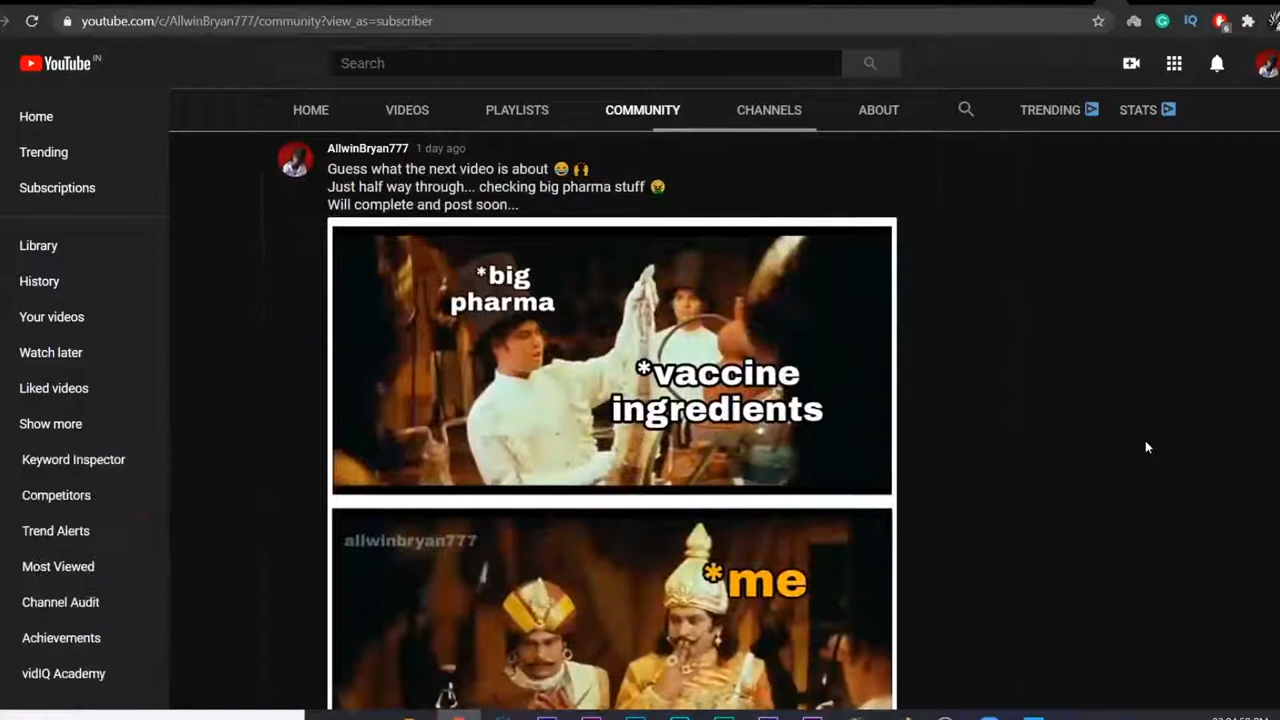 youtube.com/c/AllwinBryan777/community?view_as=subscriber
YouTube IN
Search
HOME VIDEOS PLAYLISTS COMMUNITY CHANNELS ABOUT TRENDING STATS
Home
Trending
Subscriptions
Library
History
Your videos
Watch later
Liked videos
Show more
Keyword Inspector
Competitors
Trend Alerts
Most Viewed
Channel Audit
Achievements
vidIQ Academy
AllwinBryan777 1 day ago
Guess what the next video is about 😂 🙌
Just half way through... checking big pharma stuff 🤮
Will complete and post soon...
*big
pharma
*vaccine
ingredients
allwinbryan777
*me
IQ
6